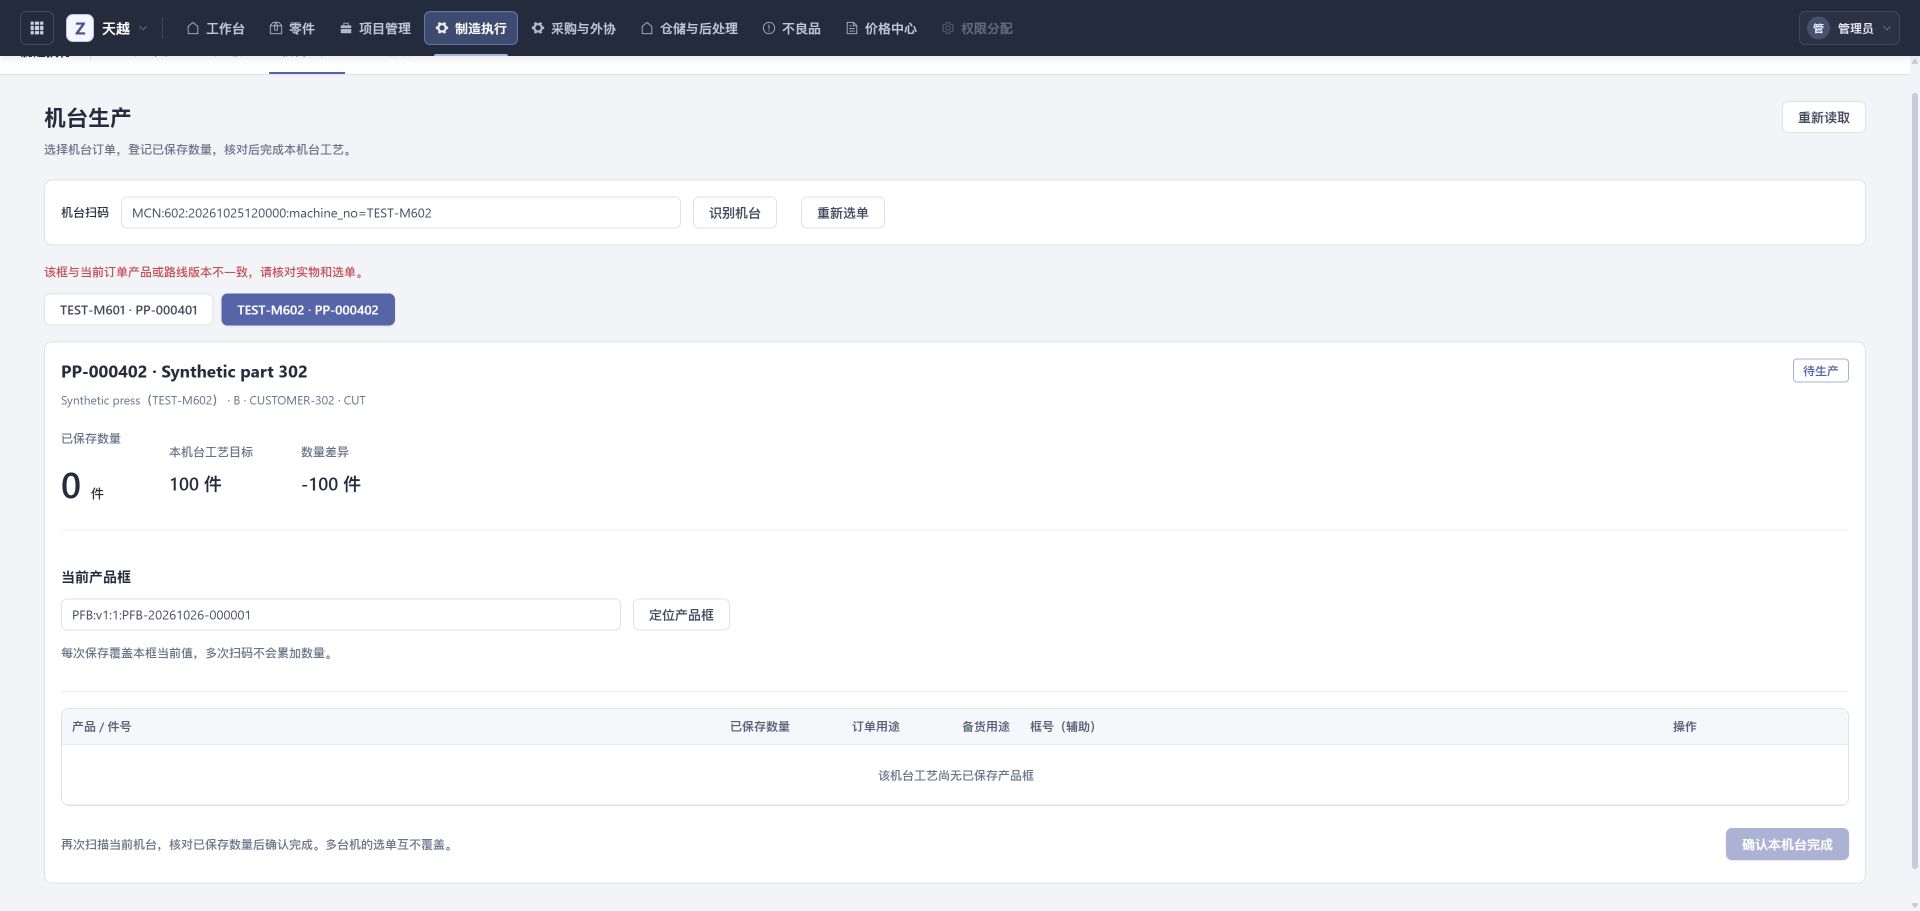 Z 天越 工作台 零件 项目管理 制造执行 采购与外协 仓储与后处理 不良品 价格中心 权限分配 管 管理员
机台生产
重新读取
选择机台订单，登记已保存数量，核对后完成本机台工艺。
机台扫码 MCN:602:20261025120000:machine_no=TEST-M602 识别机台 重新选单
该框与当前订单产品或路线版本不一致，请核对实物和选单。
TEST-M601 · PP-000401 TEST-M602 · PP-000402
PP-000402 · Synthetic part 302
待生产
Synthetic press（TEST-M602） · B · CUSTOMER-302 · CUT
已保存数量 本机台工艺目标 数量差异
0 件 100 件 -100 件
当前产品框
PFB:v1:1:PFB-20261026-000001 定位产品框
每次保存覆盖本框当前值，多次扫码不会累加数量。
产品 / 件号 已保存数量 订单用途 备货用途 框号（辅助） 操作
该机台工艺尚无已保存产品框
再次扫描当前机台，核对已保存数量后确认完成。多台机的选单互不覆盖。 确认本机台完成